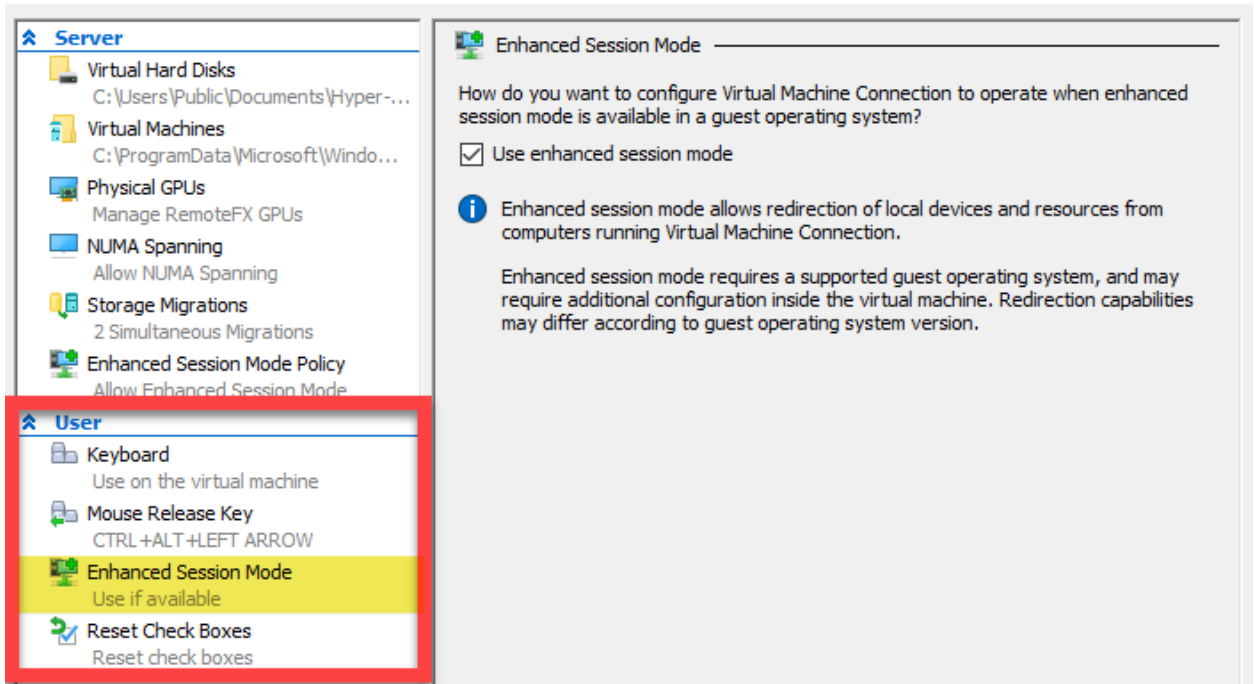 Server
Virtual Hard Disks
C:\Users\Public\Documents\Hyper-...
Virtual Machines
C:\ProgramData\Microsoft\Windo...
Physical GPUs
Manage RemoteFX GPUs
NUMA Spanning
Allow NUMA Spanning
Storage Migrations
2 Simultaneous Migrations
Enhanced Session Mode Policy
Allow Enhanced Session Mode
User
Keyboard
Use on the virtual machine
Mouse Release Key
CTRL+ALT+LEFT ARROW
Enhanced Session Mode
Use if available
Reset Check Boxes
Reset check boxes
Enhanced Session Mode
How do you want to configure Virtual Machine Connection to operate when enhanced
session mode is available in a guest operating system?
Use enhanced session mode
Enhanced session mode allows redirection of local devices and resources from
computers running Virtual Machine Connection.
Enhanced session mode requires a supported guest operating system, and may
require additional configuration inside the virtual machine. Redirection capabilities
may differ according to guest operating system version.